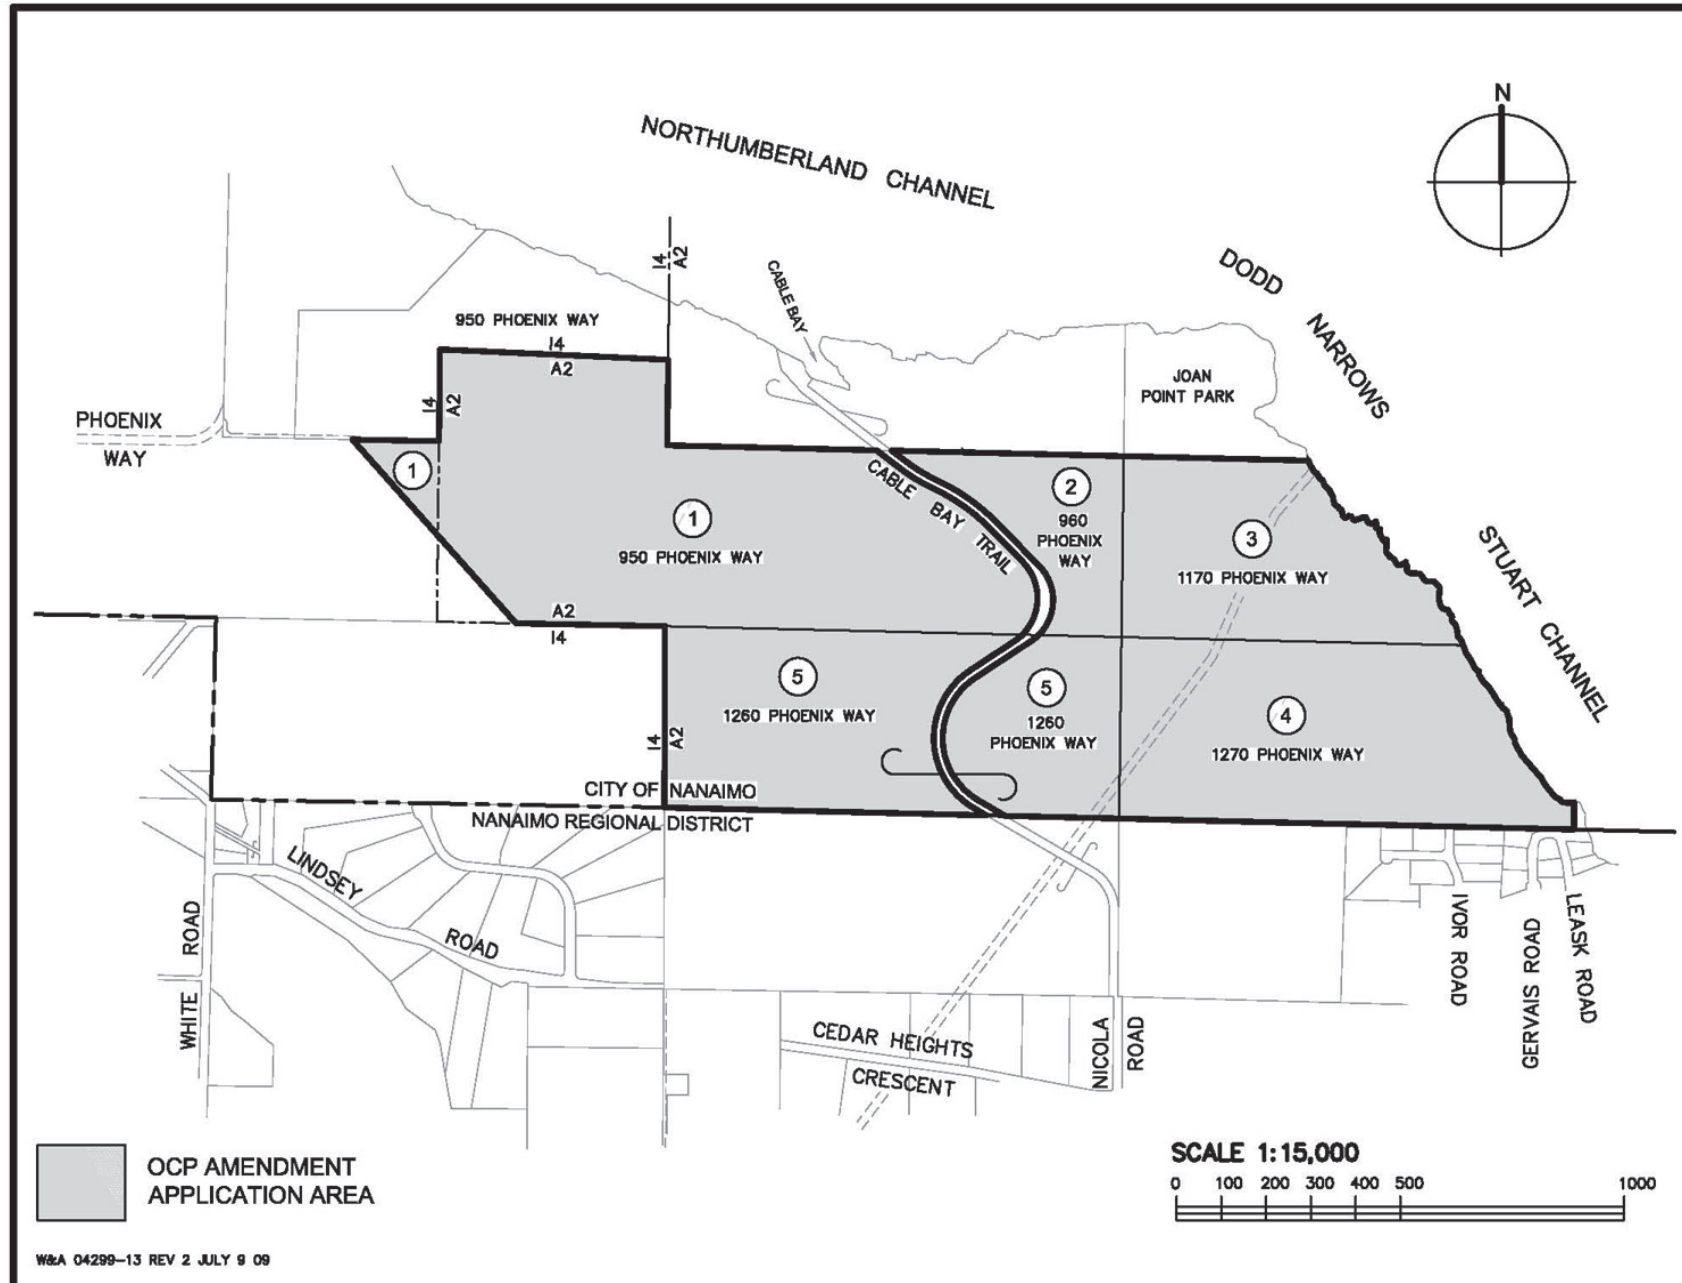 N
NORTHUMBERLAND CHANNEL
DODD NARROWS
STUART CHANNEL
CABLE BAY
I4
A2
950 PHOENIX WAY
I4
A2
I4
A2
JOAN
POINT PARK
PHOENIX
WAY
1
1
950 PHOENIX WAY
CABLE BAY TRAIL
2
960
PHOENIX
WAY
3
1170 PHOENIX WAY
A2
I4
5
1260 PHOENIX WAY
5
1260
PHOENIX WAY
4
1270 PHOENIX WAY
I4
A2
CITY OF NANAIMO
NANAIMO REGIONAL DISTRICT
LINDSEY ROAD
WHITE ROAD
CEDAR HEIGHTS
CRESCENT
NICOLA
ROAD
IVOR ROAD
GERVAIS ROAD
LEASK ROAD
OCP AMENDMENT
APPLICATION AREA
SCALE 1:15,000
0 100 200 300 400 500 1000
W&A 04299-13 REV 2 JULY 9 09